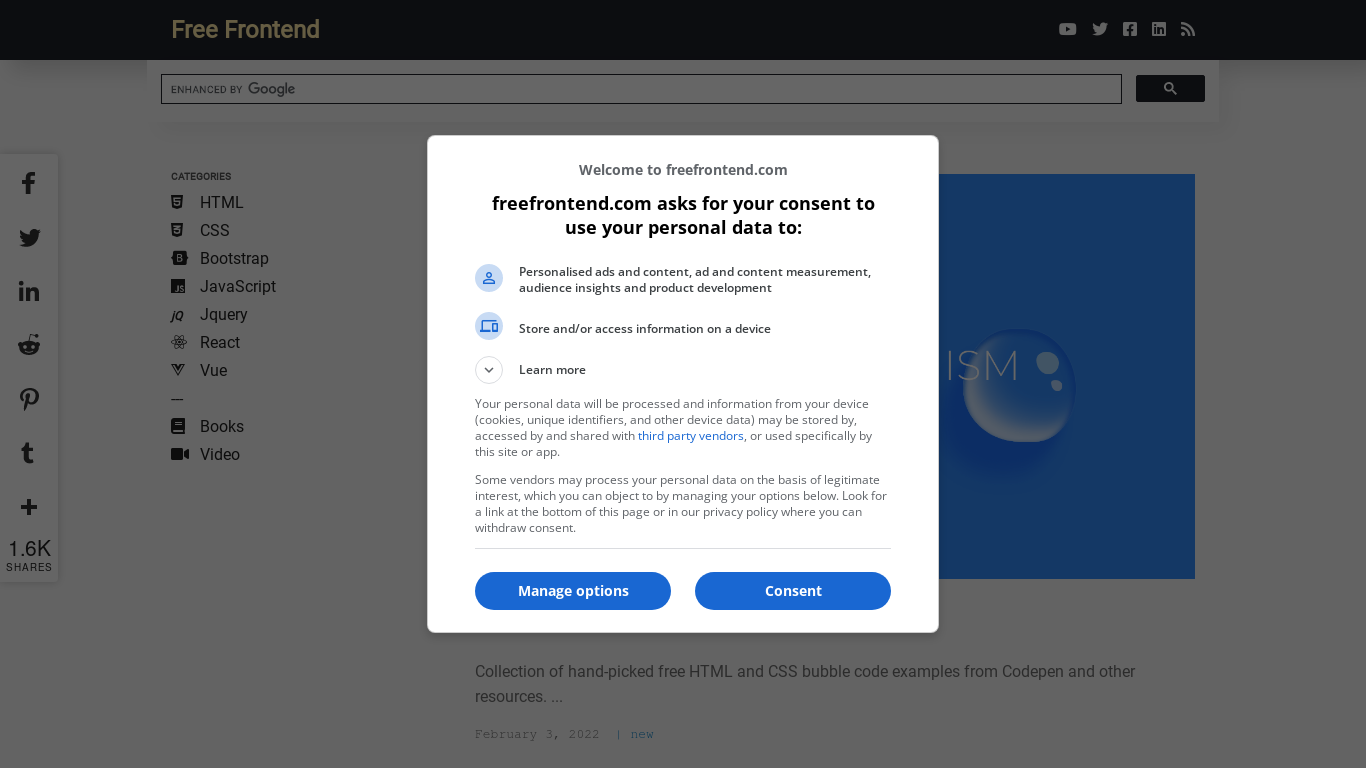 Free Frontend
ENHANCED BY Google
Welcome to freefrontend.com
freefrontend.com asks for your consent to
use your personal data to:
Personalised ads and content, ad and content measurement,
audience insights and product development
Store and/or access information on a device
Learn more
Your personal data will be processed and information from your device
(cookies, unique identifiers, and other device data) may be stored by,
accessed by and shared with third party vendors, or used specifically by
this site or app.
Some vendors may process your personal data on the basis of legitimate
interest, which you can object to by managing your options below. Look for
a link at the bottom of this page or in our privacy policy where you can
withdraw consent.
Manage options
Consent
CATEGORIES
HTML
CSS
Bootstrap
JavaScript
jQ Jquery
React
Vue
—
Books
Video
1.6K
SHARES
ISM
Collection of hand-picked free HTML and CSS bubble code examples from Codepen and other
resources. ...
February 3, 2022 | new